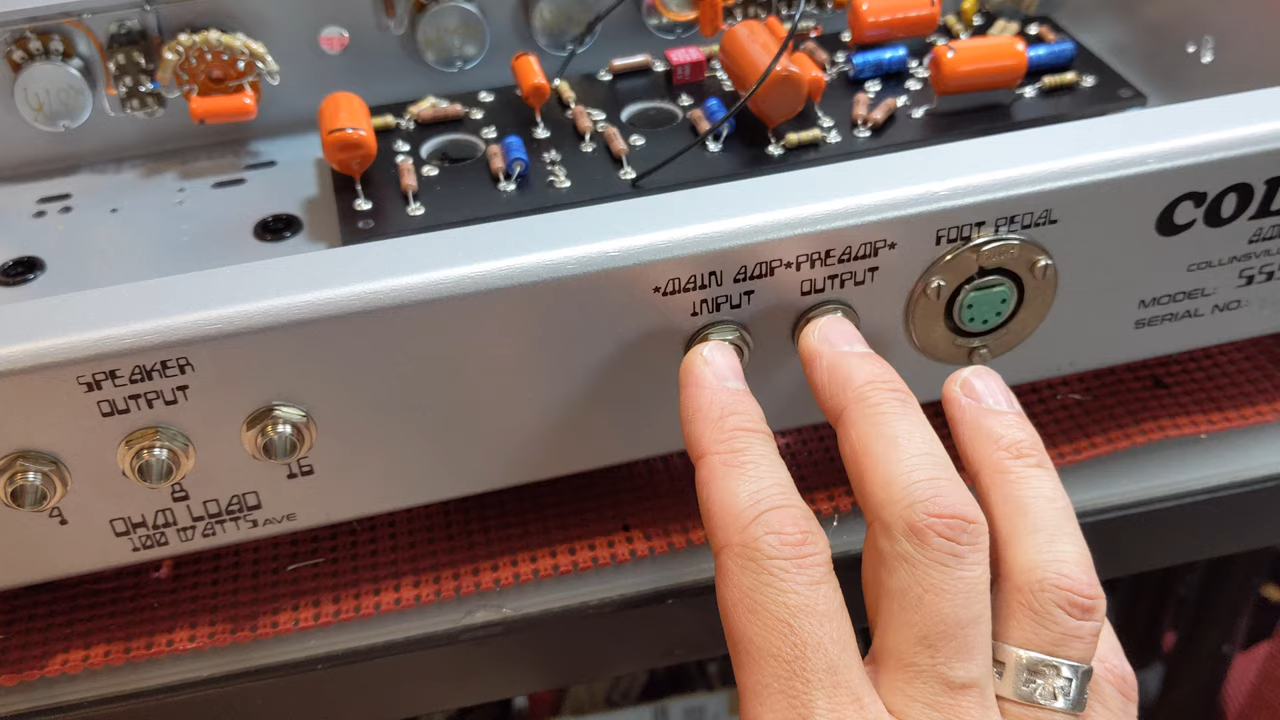 *MAIN AMP* PREAMP*
INPUT OUTPUT
FOOT PEDAL
SPEAKER
OUTPUT
4
8
16
OHM LOAD
100 WATTS AVE
MODEL:
SERIAL NO.